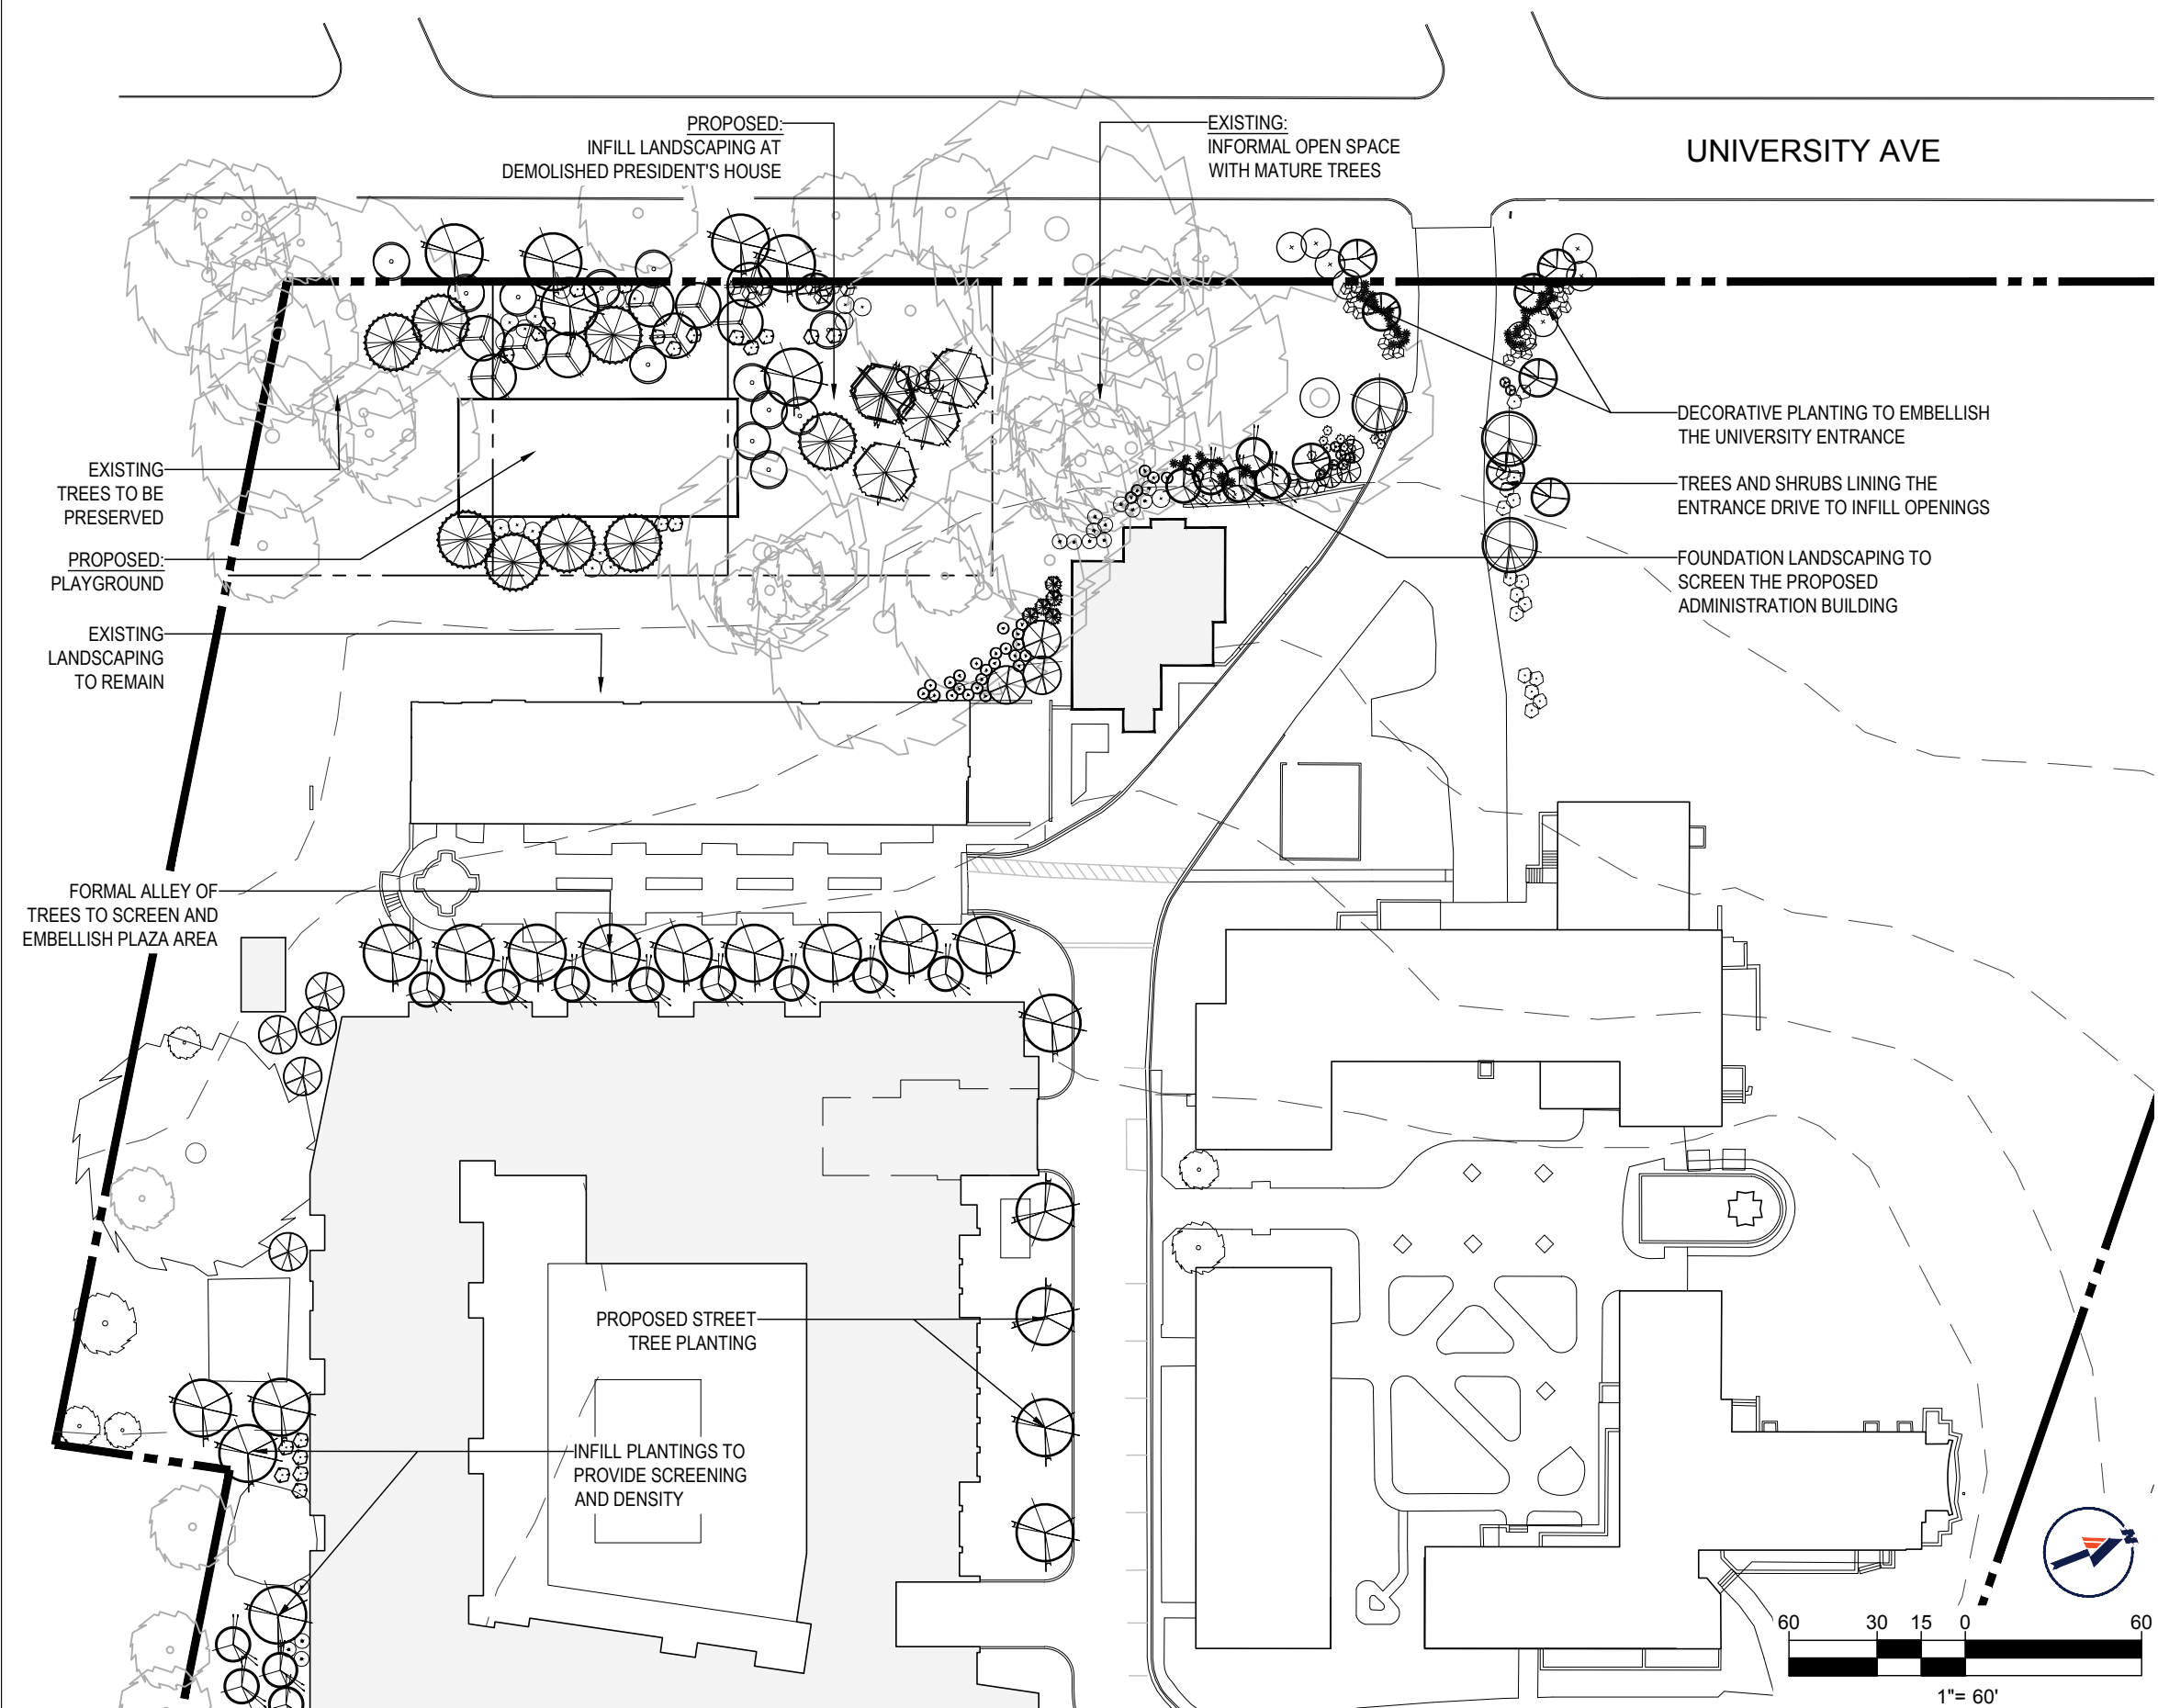 PROPOSED:
INFILL LANDSCAPING AT
DEMOLISHED PRESIDENT'S HOUSE
EXISTING:
INFORMAL OPEN SPACE
WITH MATURE TREES
UNIVERSITY AVE
DECORATIVE PLANTING TO EMBELLISH
THE UNIVERSITY ENTRANCE
EXISTING
TREES TO BE
PRESERVED
TREES AND SHRUBS LINING THE
ENTRANCE DRIVE TO INFILL OPENINGS
PROPOSED:
PLAYGROUND
FOUNDATION LANDSCAPING TO
SCREEN THE PROPOSED
ADMINISTRATION BUILDING
EXISTING
LANDSCAPING
TO REMAIN
FORMAL ALLEY OF
TREES TO SCREEN AND
EMBELLISH PLAZA AREA
PROPOSED STREET
TREE PLANTING
INFILL PLANTINGS TO
PROVIDE SCREENING
AND DENSITY
N
60 30 15 0 60
1"= 60'